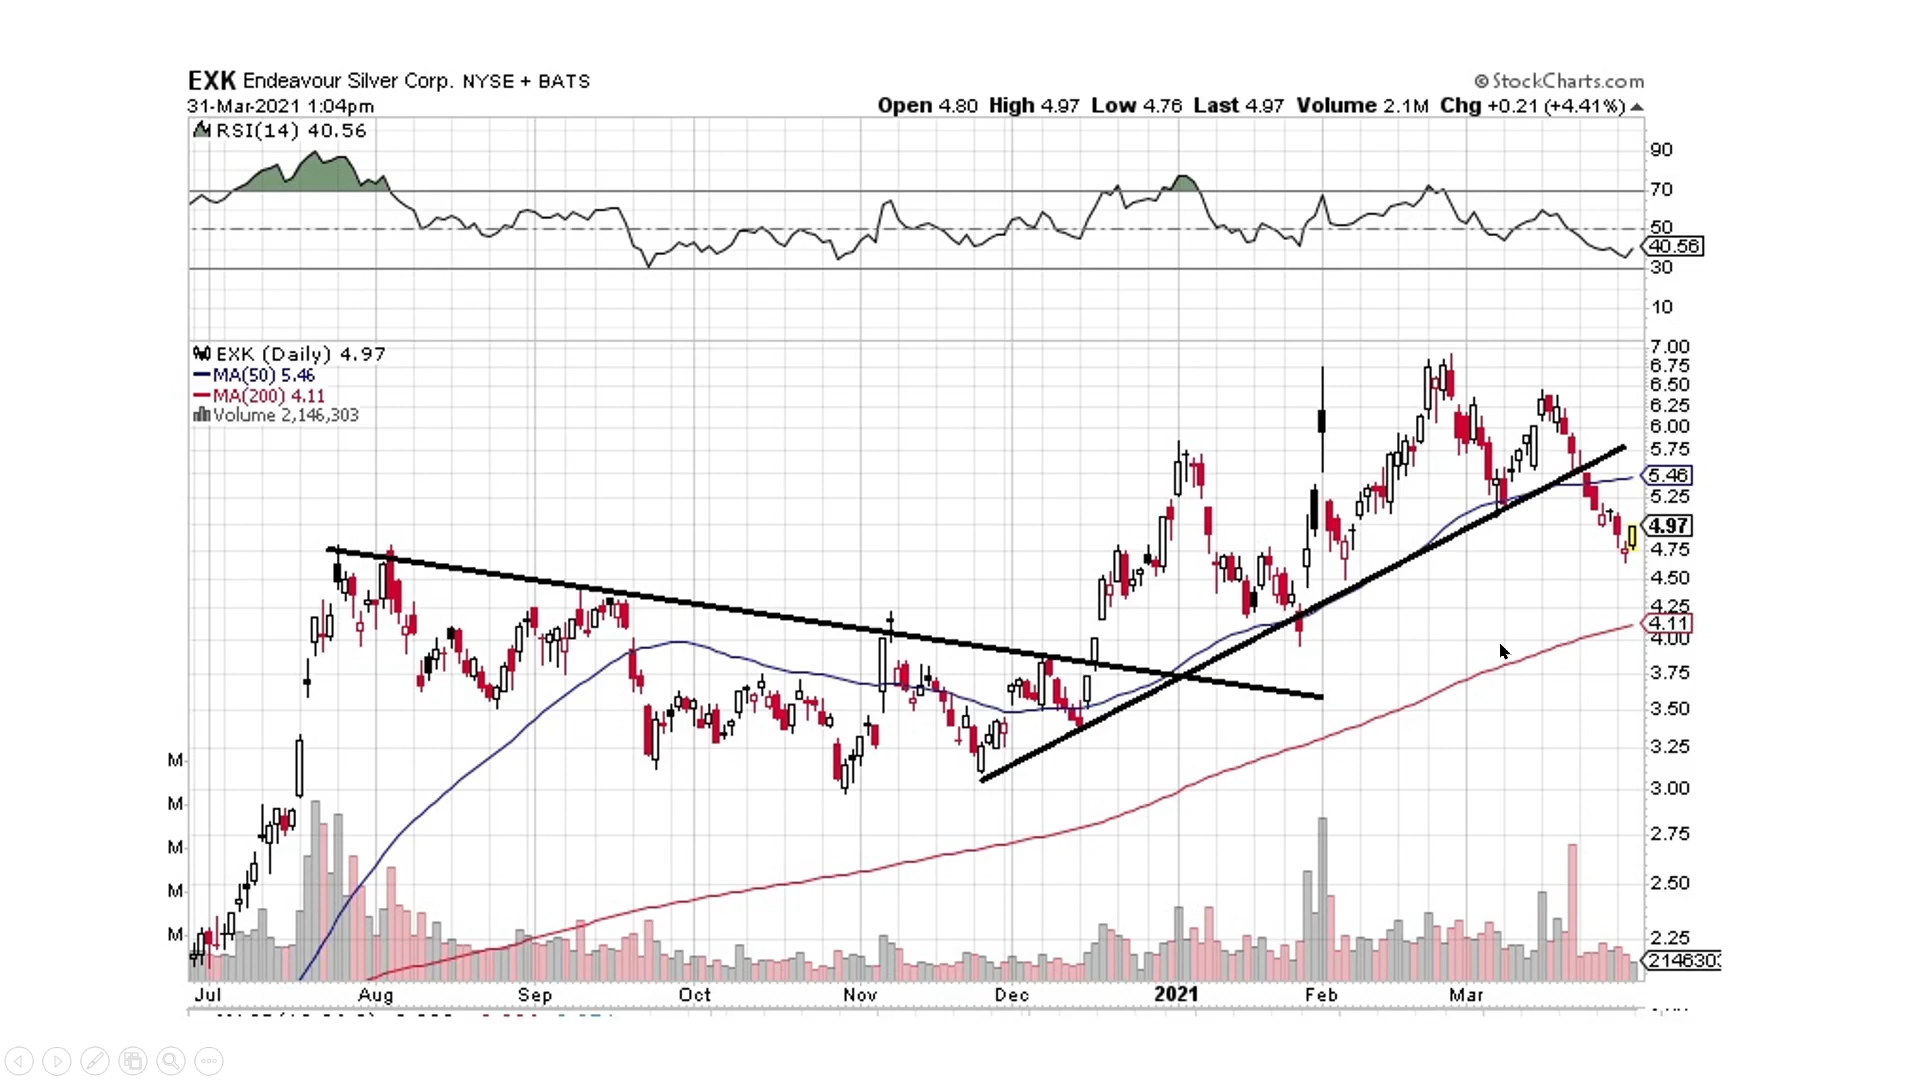 EXK Endeavour Silver Corp. NYSE + BATS
© StockCharts.com
31-Mar-2021 1:04pm
Open 4.80 High 4.97 Low 4.76 Last 4.97 Volume 2.1M Chg +0.21 (+4.41%)
RSI(14) 40.56
90
70
50
40.56
30
10
EXK (Daily) 4.97
MA(50) 5.46
MA(200) 4.11
Volume 2,146,303
7.00
6.75
6.50
6.25
6.00
5.75
5.46
5.25
4.97
4.75
4.50
4.25
4.11
4.00
3.75
3.50
3.25
3.00
2.75
2.50
2.25
M
M
M
M
M
2146303
Jul Aug Sep Oct Nov Dec 2021 Feb Mar